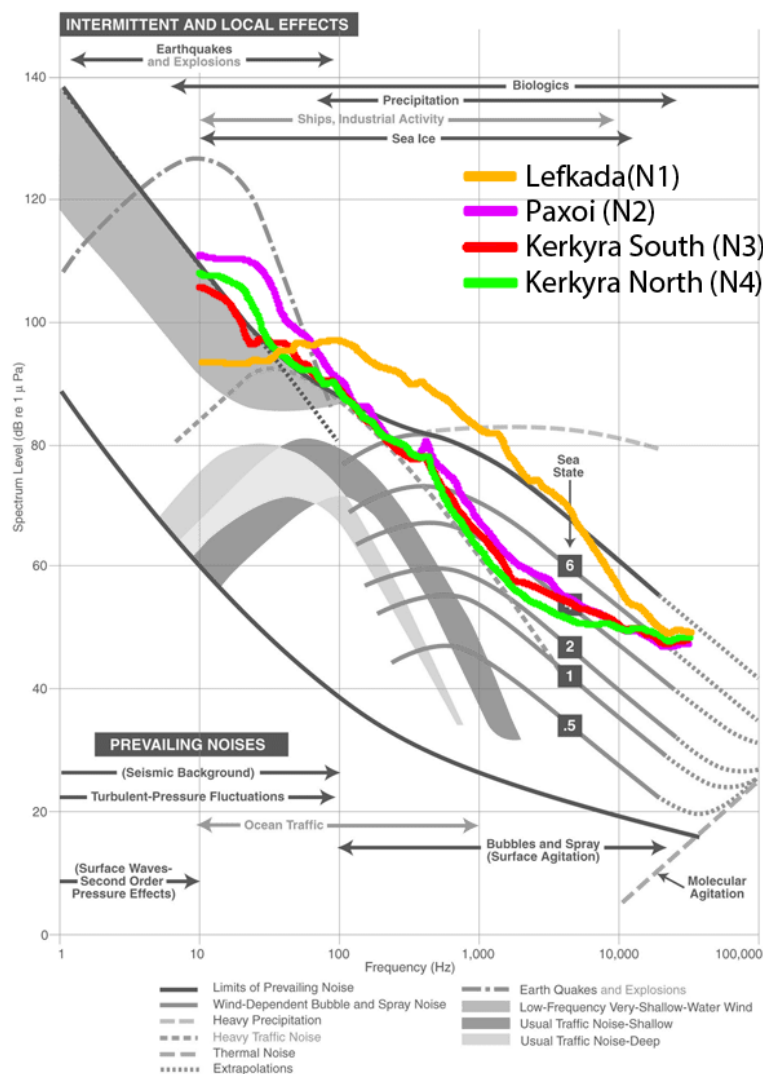 INTERMITTENT AND LOCAL EFFECTS
Earthquakes
and Explosions
Biologics
Precipitation
Ships, Industrial Activity
Sea Ice
Lefkada(N1)
Paxoi (N2)
Kerkyra South (N3)
Kerkyra North (N4)
140
120
100
80
60
40
20
0
Spectrum Level (dB re 1 μ Pa)
Sea
State
6
2
1
.5
PREVAILING NOISES
(Seismic Background)
Turbulent-Pressure Fluctuations
Ocean Traffic
Bubbles and Spray
(Surface Agitation)
(Surface Waves-
Second Order
Pressure Effects)
Molecular
Agitation
1
10
100
1,000
10,000
100,000
Frequency (Hz)
Limits of Prevailing Noise
Wind-Dependent Bubble and Spray Noise
Heavy Precipitation
Heavy Traffic Noise
Thermal Noise
Extrapolations
Earth Quakes and Explosions
Low-Frequency Very-Shallow-Water Wind
Usual Traffic Noise-Shallow
Usual Traffic Noise-Deep